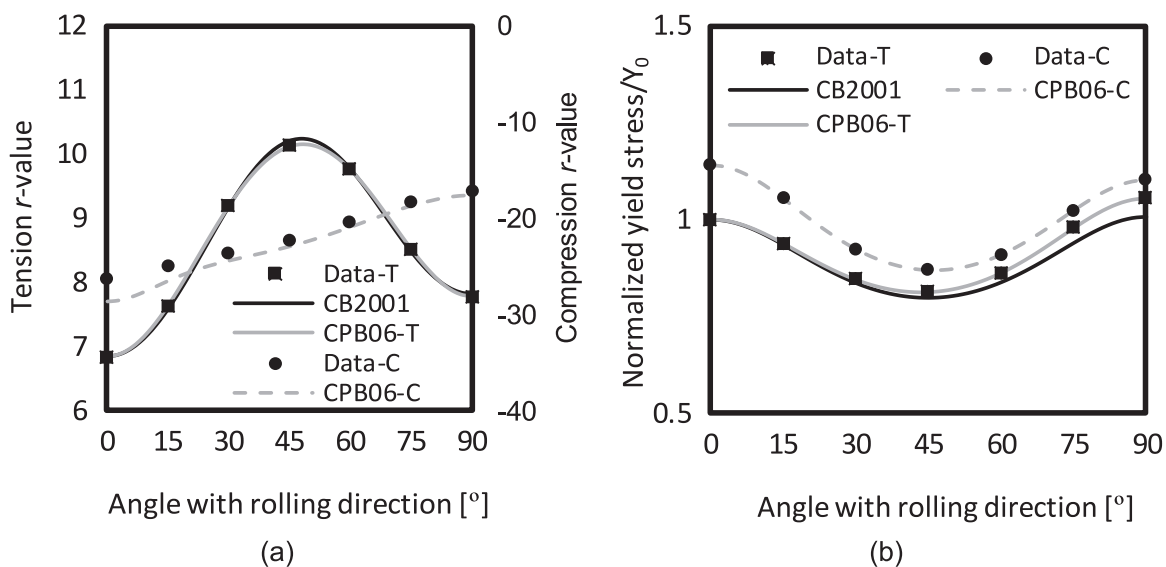 12
11
10
9
8
7
6
Tension r-value
0
-10
-20
-30
-40
Compression r-value
Data-T
CB2001
CPB06-T
Data-C
CPB06-C
0 15 30 45 60 75 90
Angle with rolling direction [°]
(a)
1.5
1
0.5
Normalized yield stress/Y₀
Data-T Data-C
CB2001 CPB06-C
CPB06-T
0 15 30 45 60 75 90
Angle with rolling direction [°]
(b)